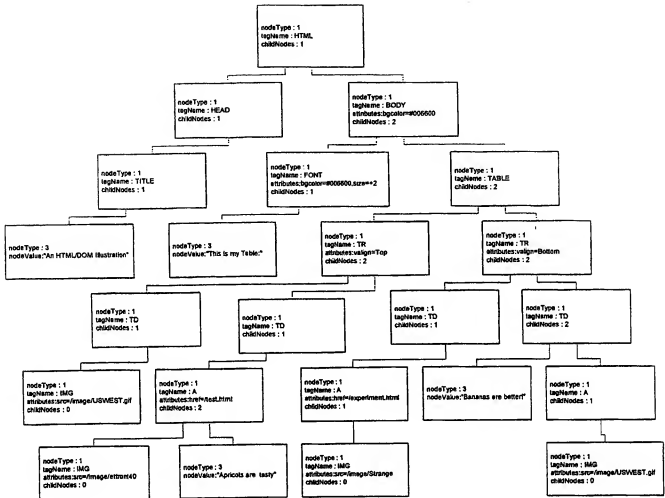 nodeType : 1
tagName : HTML
childNodes : 1
nodeType : 1
tagName : HEAD
childNodes : 1
nodeType : 1
tagName : BODY
attributes:bgcolor=#006600
childNodes : 2
nodeType : 1
tagName : TITLE
childNodes : 1
nodeType : 1
tagName : FONT
attributes:bgcolor=#006600,size=+2
childNodes : 1
nodeType : 1
tagName : TABLE
childNodes : 2
nodeType : 3
nodeValue:"An HTML/DOM Illustration"
nodeType : 3
nodeValue:"This is my Table:"
nodeType : 1
tagName : TR
attributes:valign=Top
childNodes : 2
nodeType : 1
tagName : TR
attributes:valign=Bottom
childNodes : 2
nodeType : 1
tagName : TD
childNodes : 1
nodeType : 1
tagName : TD
childNodes : 1
nodeType : 1
tagName : TD
childNodes : 1
nodeType : 1
tagName : TD
childNodes : 2
nodeType : 1
tagName : IMG
attributes:src=/image/USWEST.gif
childNodes : 0
nodeType : 1
tagName : A
attributes:href=/test.html
childNodes : 2
nodeType : 1
tagName : A
attributes:href=/experiment.html
childNodes : 1
nodeType : 3
nodeValue:"Bananas are better!"
nodeType : 1
tagName : A
childNodes : 1
nodeType : 1
tagName : IMG
childNodes : 0
nodeType : 3
nodeValue:"Apricots are tasty"
nodeType : 1
tagName : IMG
attributes:src=/image/Strange
childNodes : 0
nodeType : 1
tagName : IMG
attributes:src=/image/USWEST.gif
childNodes : 0